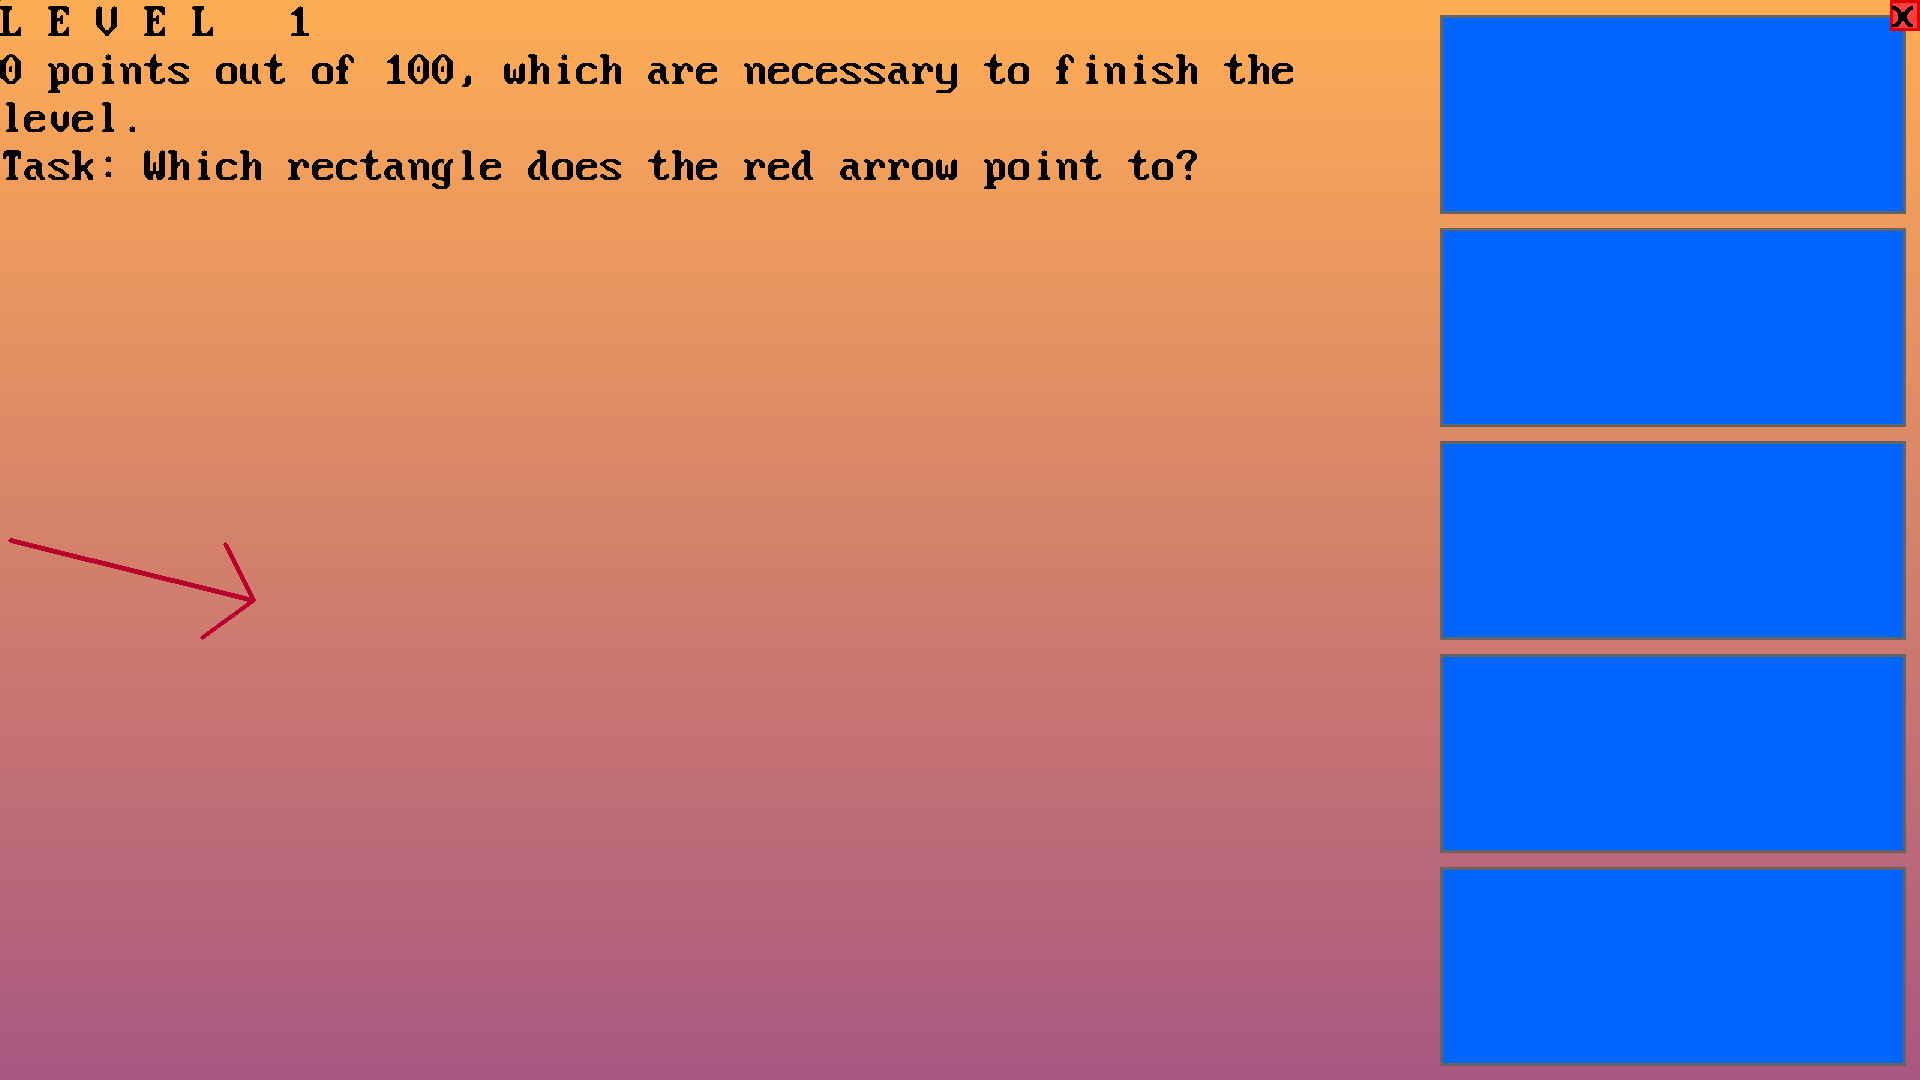 L E V E L  1
0 points out of 100, which are necessary to finish the
level.
Task: Which rectangle does the red arrow point to?
X